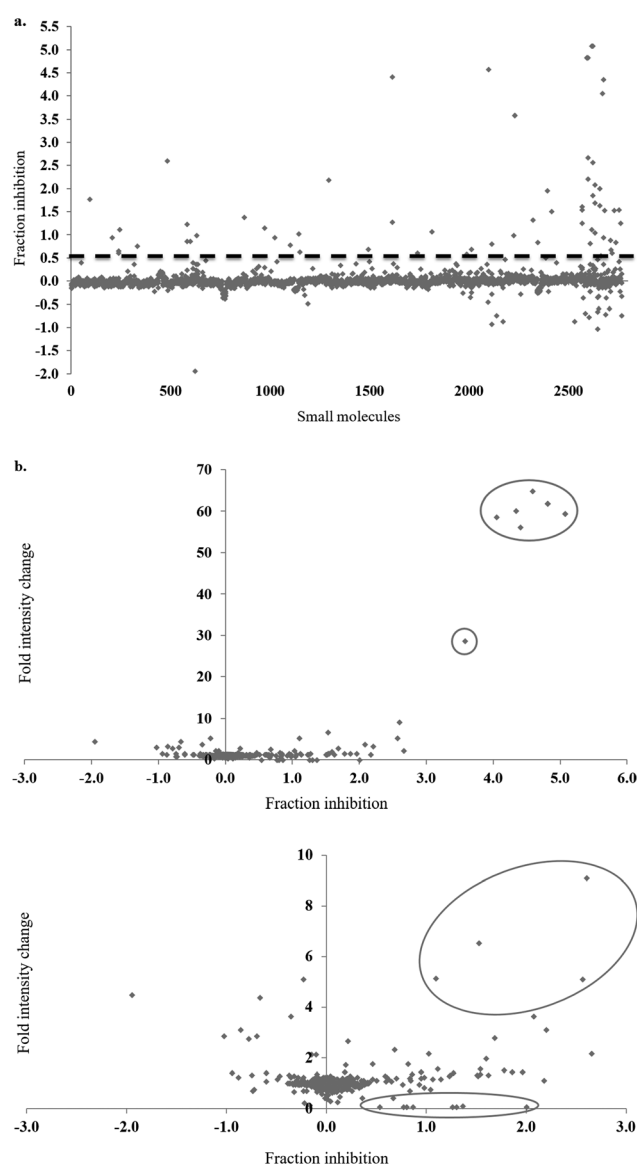 a.
5.5
5.0
4.5
4.0
3.5
3.0
2.5
2.0
1.5
1.0
0.5
0.0
-0.5
-1.0
-1.5
-2.0
Fraction inhibition
0 500 1000 1500 2000 2500
Small molecules
b.
70
60
50
40
30
20
10
0
Fold intensity change
-3.0 -2.0 -1.0 0.0 1.0 2.0 3.0 4.0 5.0 6.0
Fraction inhibition
10
8
6
4
2
0
Fold intensity change
-3.0 -2.0 -1.0 0.0 1.0 2.0 3.0
Fraction inhibition